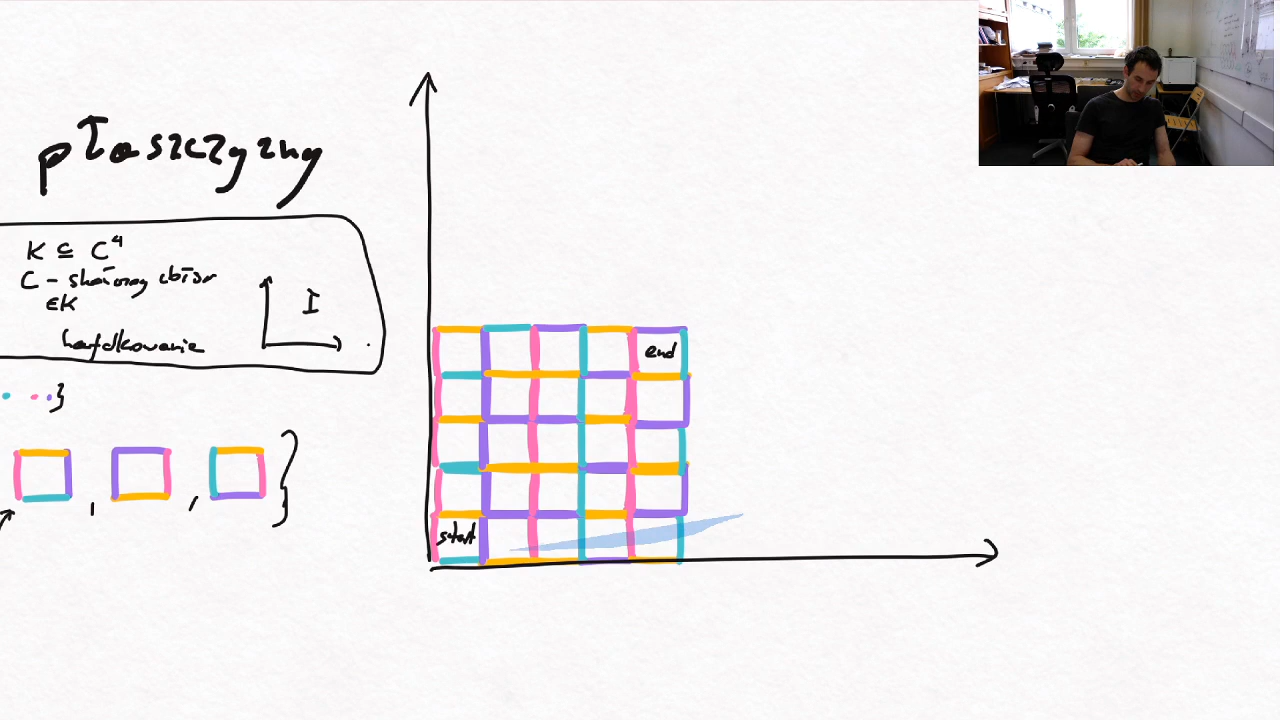 płaszczyzny
K ⊆ C⁴
C - skończony zbiór
∈K
kafelkowanie
I
}
, , }
end
start